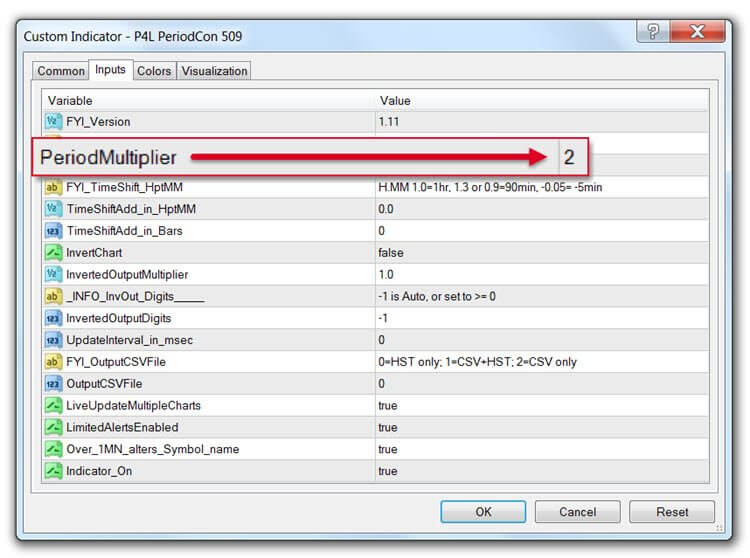 Custom Indicator - P4L PeriodCon 509
Common Inputs Colors Visualization
Variable Value
FYI_Version 1.11
PeriodMultiplier 2
FYI_TimeShift_HptMM H.MM 1.0=1hr, 1.3 or 0.9=90min, -0.05= -5min
TimeShiftAdd_in_HptMM 0.0
TimeShiftAdd_in_Bars 0
InvertChart false
InvertedOutputMultiplier 1.0
_INFO_InvOut_Digits_____ -1 is Auto, or set to >= 0
InvertedOutputDigits -1
UpdateInterval_in_msec 0
FYI_OutputCSVFile 0=HST only; 1=CSV+HST; 2=CSV only
OutputCSVFile 0
LiveUpdateMultipleCharts true
LimitedAlertsEnabled true
Over_1MN_alters_Symbol_name true
Indicator_On true
OK Cancel Reset